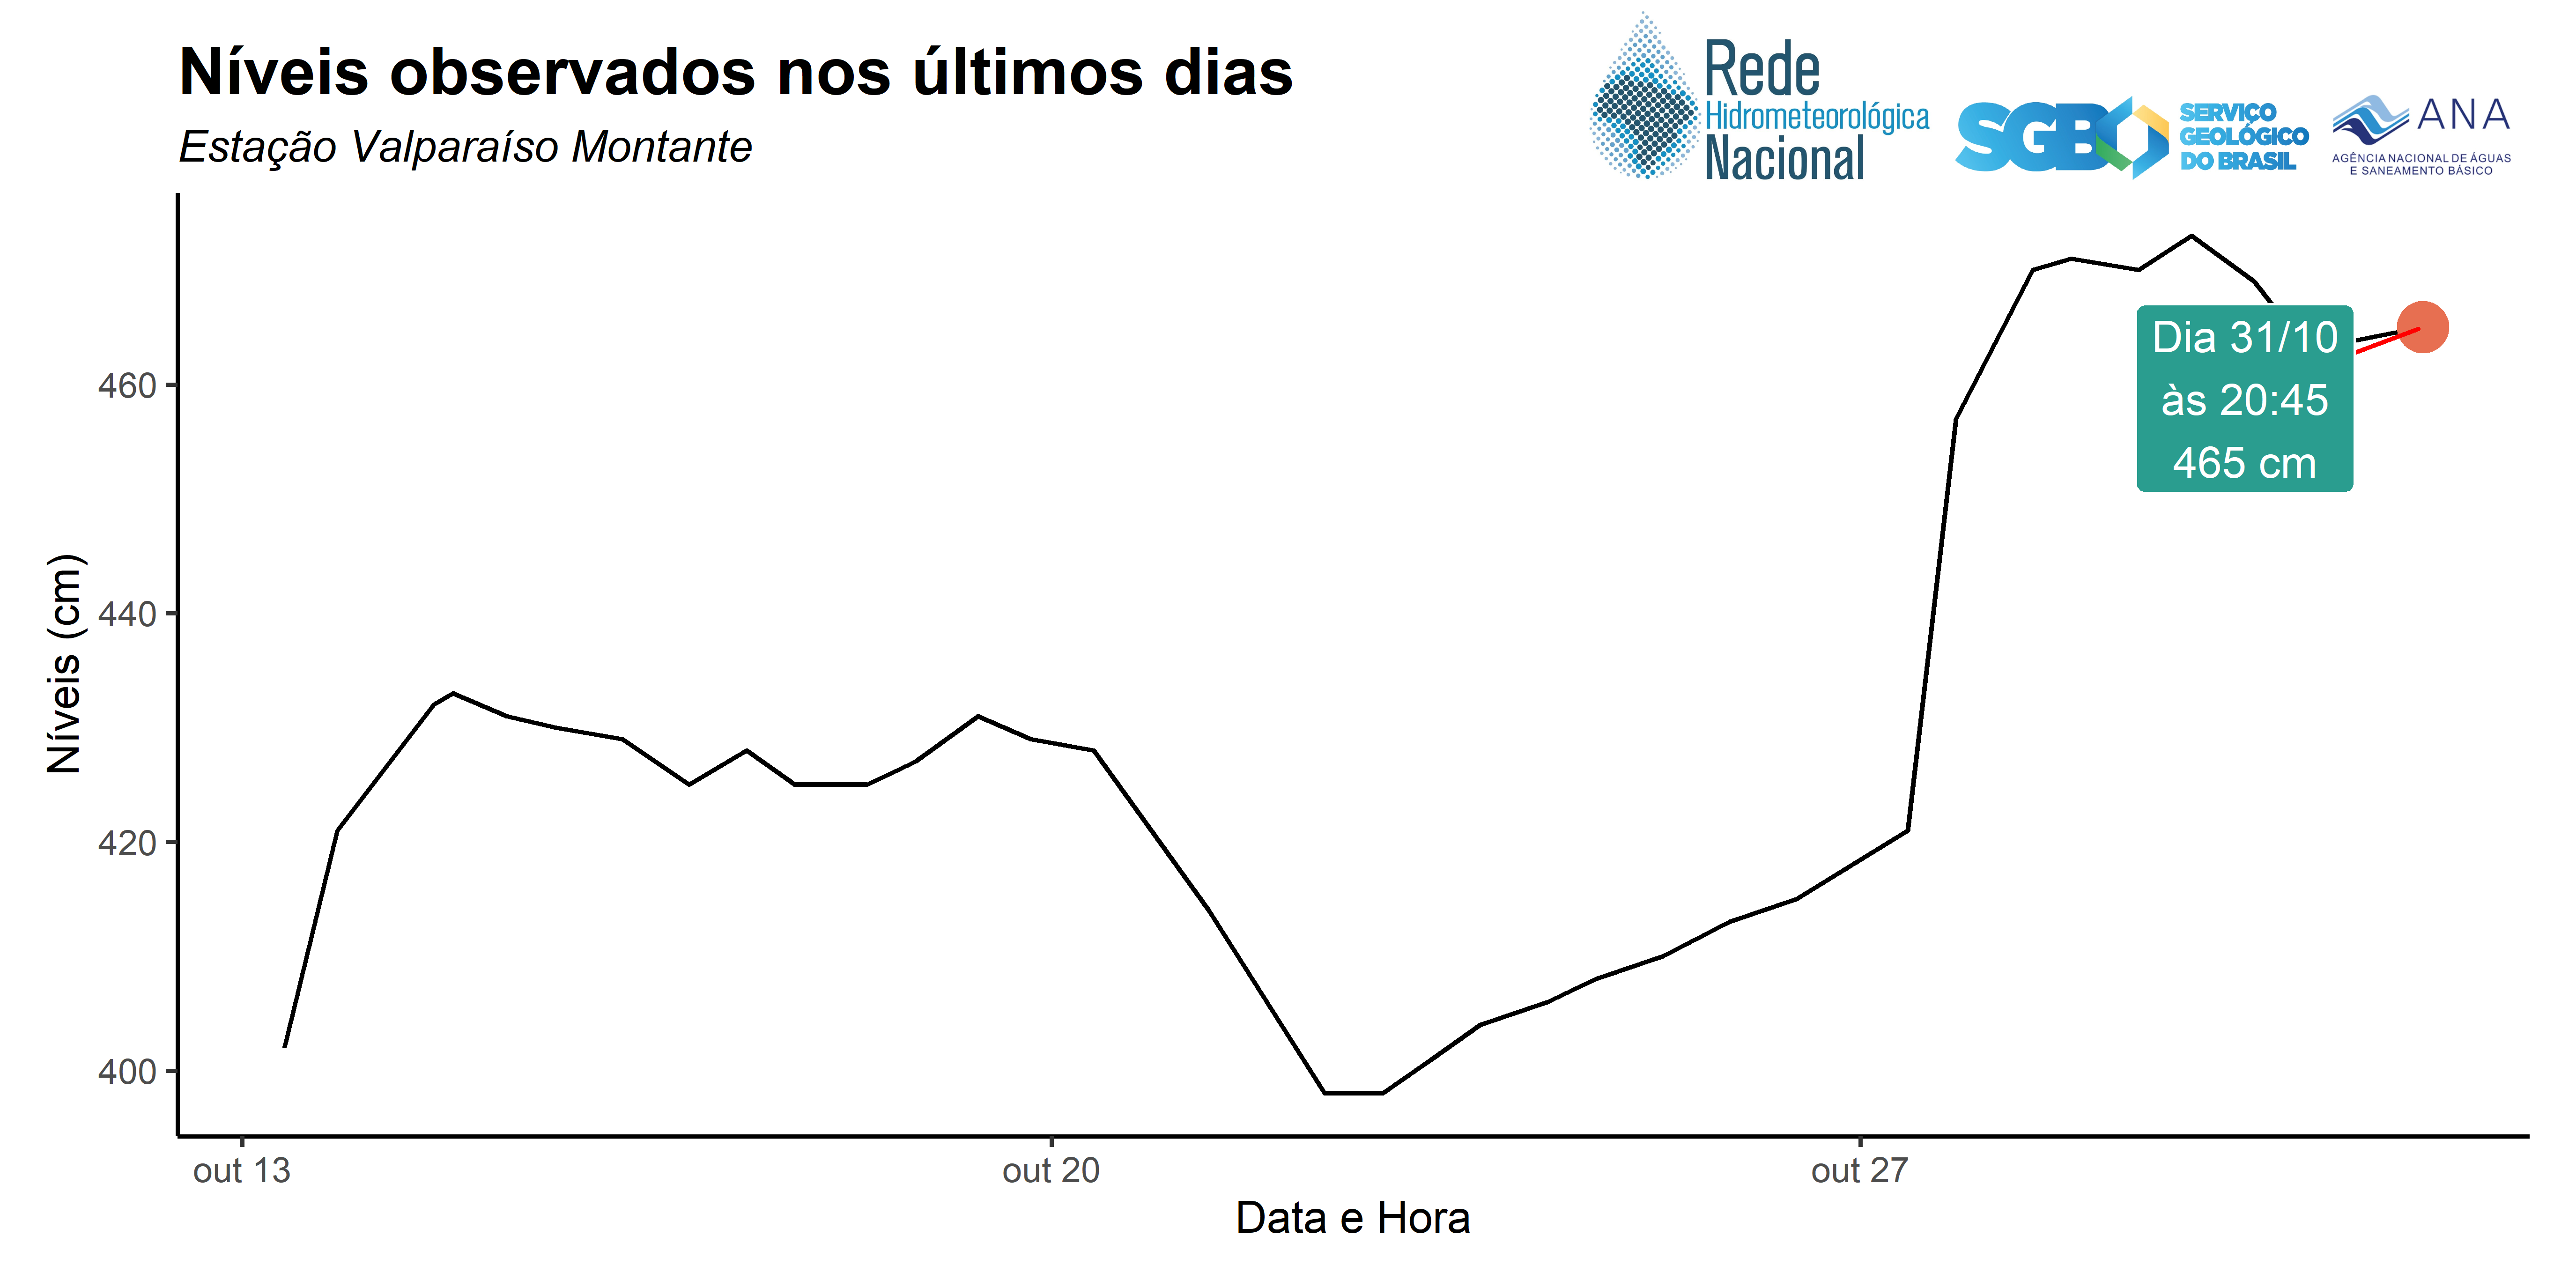 Níveis observados nos últimos dias
Estação Valparaíso Montante
Rede
Hidrometeorológica
Nacional
SGB
SERVIÇO
GEOLÓGICO
DO BRASIL
ANA
AGÊNCIA NACIONAL DE ÁGUAS
E SANEAMENTO BÁSICO
Níveis (cm)
460
440
420
400
Dia 31/10
às 20:45
465 cm
out 13
out 20
out 27
Data e Hora